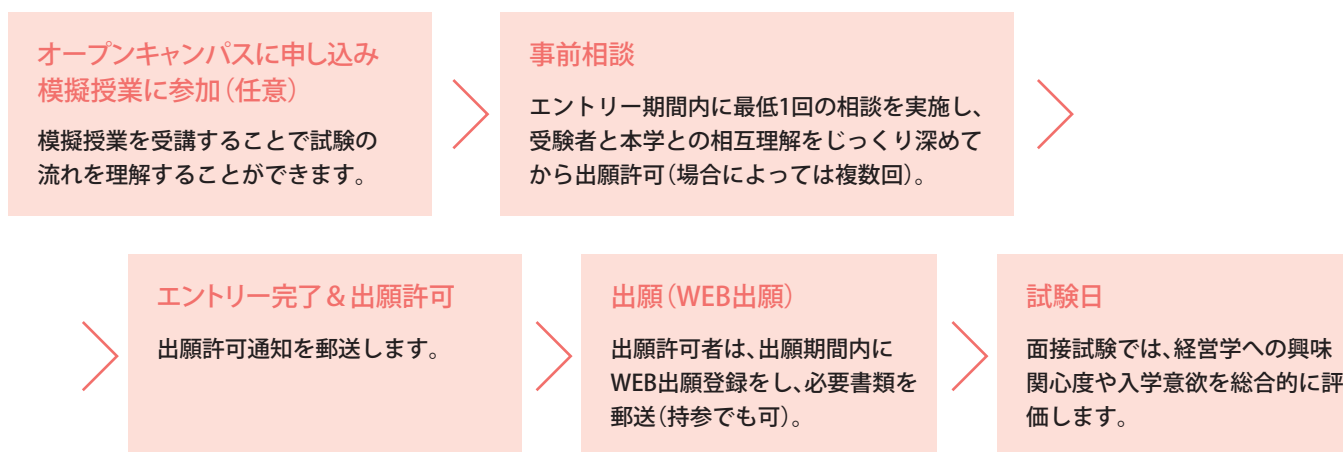 オープンキャンパスに申し込み
模擬授業に参加（任意）
模擬授業を受講することで試験の
流れを理解することができます。
事前相談
エントリー期間内に最低1回の相談を実施し、
受験者と本学との相互理解をじっくり深めて
から出願許可（場合によっては複数回）。
エントリー完了＆出願許可
出願許可通知を郵送します。
出願（WEB出願）
出願許可者は、出願期間内に
WEB出願登録をし、必要書類を
郵送（持参でも可）。
試験日
面接試験では、経営学への興味
関心度や入学意欲を総合的に評
価します。